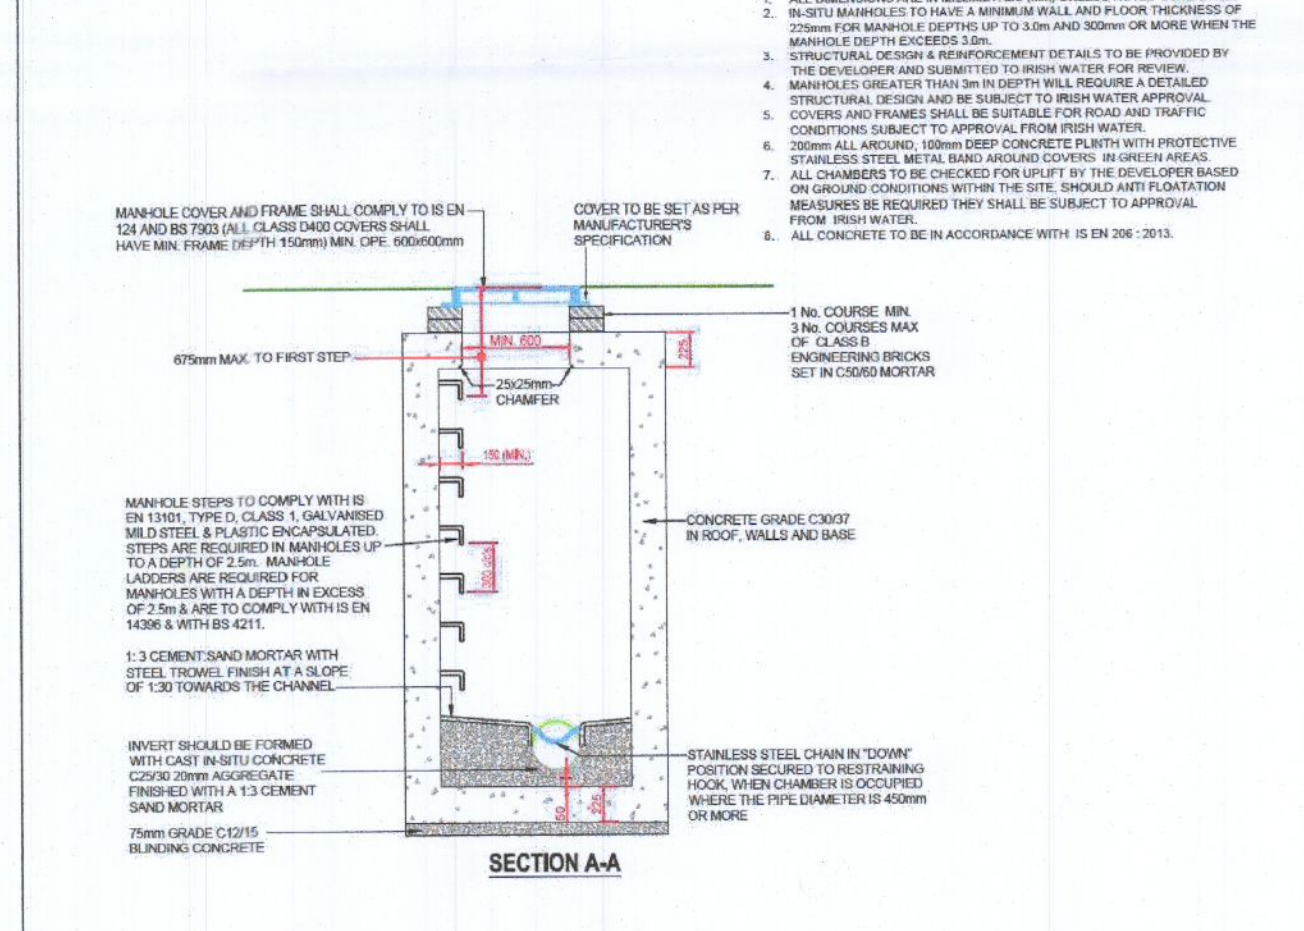 1. ALL DIMENSIONS ARE IN
2. IN-SITU MANHOLES TO HAVE A MINIMUM WALL AND FLOOR THICKNESS OF
225mm FOR MANHOLE DEPTHS UP TO 3.0m AND 300mm OR MORE WHEN THE
MANHOLE DEPTH EXCEEDS 3.0m.
3. STRUCTURAL DESIGN & REINFORCEMENT DETAILS TO BE PROVIDED BY
THE DEVELOPER AND SUBMITTED TO IRISH WATER FOR REVIEW.
4. MANHOLES GREATER THAN 3m IN DEPTH WILL REQUIRE A DETAILED
STRUCTURAL DESIGN AND BE SUBJECT TO IRISH WATER APPROVAL.
5. COVERS AND FRAMES SHALL BE SUITABLE FOR ROAD AND TRAFFIC
CONDITIONS SUBJECT TO APPROVAL FROM IRISH WATER.
6. 200mm ALL AROUND, 100mm DEEP CONCRETE PLINTH WITH PROTECTIVE
STAINLESS STEEL METAL BAND AROUND COVERS IN GREEN AREAS.
7. ALL CHAMBERS TO BE CHECKED FOR UPLIFT BY THE DEVELOPER BASED
ON GROUND CONDITIONS WITHIN THE SITE, SHOULD ANTI FLOATATION
MEASURES BE REQUIRED THEY SHALL BE SUBJECT TO APPROVAL
FROM IRISH WATER.
8. ALL CONCRETE TO BE IN ACCORDANCE WITH IS EN 206 : 2013.
MANHOLE COVER AND FRAME SHALL COMPLY TO IS EN
124 AND BS 7903 (ALL CLASS D400 COVERS SHALL
HAVE MIN. FRAME DEPTH 150mm) MIN. OPE. 600x600mm
COVER TO BE SET AS PER
MANUFACTURER'S
SPECIFICATION
1 No. COURSE MIN.
3 No. COURSES MAX
OF CLASS B
ENGINEERING BRICKS
SET IN C50/60 MORTAR
675mm MAX. TO FIRST STEP
MIN. 600
225
25x25mm
CHAMFER
150 (MIN.)
MANHOLE STEPS TO COMPLY WITH IS
EN 13101, TYPE D, CLASS 1, GALVANISED
MILD STEEL & PLASTIC ENCAPSULATED.
STEPS ARE REQUIRED IN MANHOLES UP
TO A DEPTH OF 2.5m. MANHOLE
LADDERS ARE REQUIRED FOR
MANHOLES WITH A DEPTH IN EXCESS
OF 2.5m & ARE TO COMPLY WITH IS EN
14396 & WITH BS 4211.
300 c/cs
CONCRETE GRADE C30/37
IN ROOF, WALLS AND BASE
1: 3 CEMENT:SAND MORTAR WITH
STEEL TROWEL FINISH AT A SLOPE
OF 1:30 TOWARDS THE CHANNEL
INVERT SHOULD BE FORMED
WITH CAST IN-SITU CONCRETE
C25/30 20mm AGGREGATE
FINISHED WITH A 1:3 CEMENT
SAND MORTAR
STAINLESS STEEL CHAIN IN "DOWN"
POSITION SECURED TO RESTRAINING
HOOK, WHEN CHAMBER IS OCCUPIED
WHERE THE PIPE DIAMETER IS 450mm
OR MORE
50
225
75mm GRADE C12/15
BLINDING CONCRETE
SECTION A-A